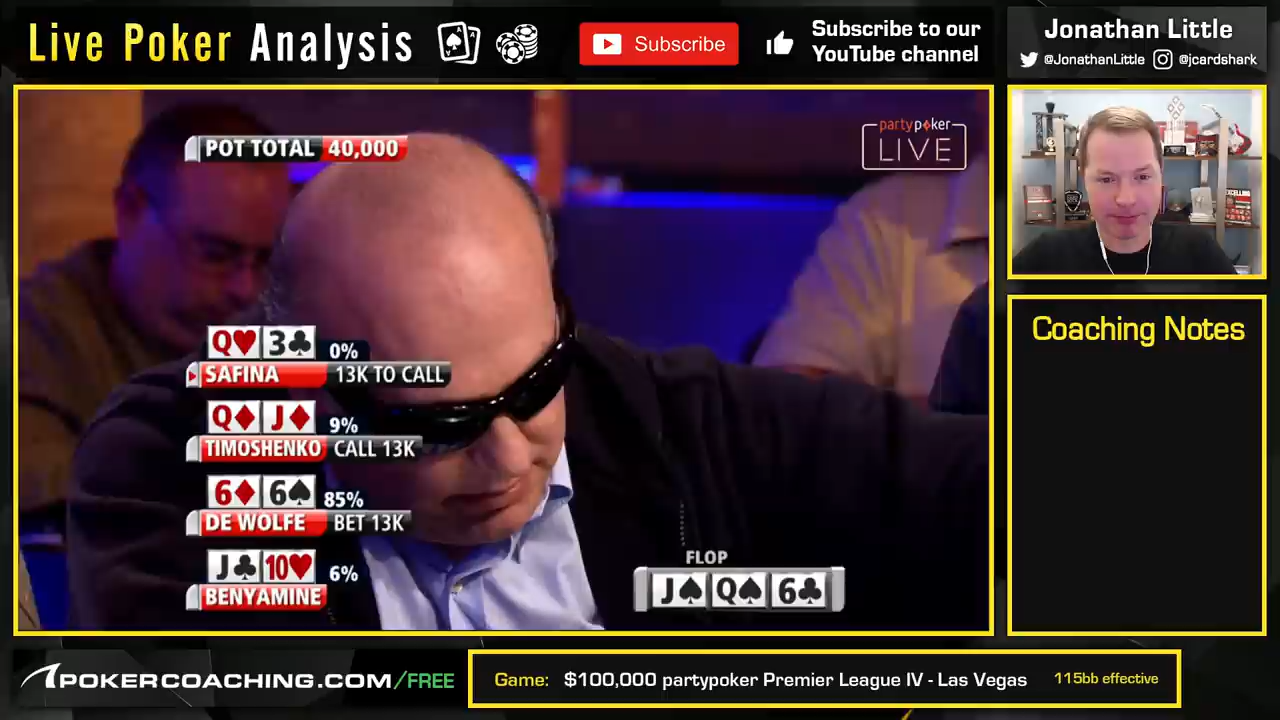 Live Poker Analysis
Subscribe
Subscribe to our
YouTube channel
Jonathan Little
@JonathanLittle @jcardshark
POT TOTAL 40,000
partypoker
LIVE
Q♥ 3♣ 0%
SAFINA 13K TO CALL
Q♦ J♦ 9%
TIMOSHENKO CALL 13K
6♦ 6♠ 85%
DE WOLFE BET 13K
J♣ 10♥ 6%
BENYAMINE
FLOP
J♠ Q♠ 6♣
Coaching Notes
POKERCOACHING.COM/FREE
Game: $100,000 partypoker Premier League IV - Las Vegas 115bb effective